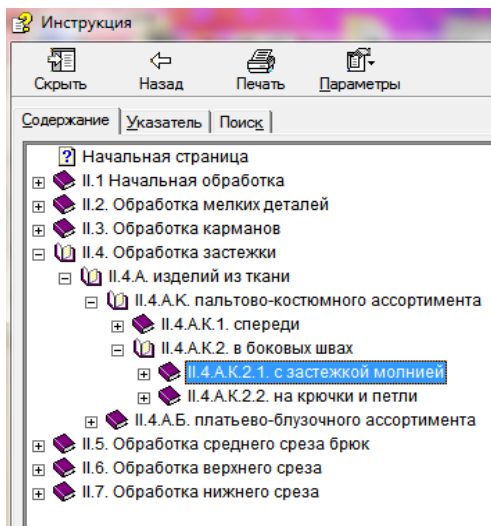 Инструкция
Скрыть Назад Печать Параметры
Содержание Указатель Поиск
Начальная страница
II.1 Начальная обработка
II.2. Обработка мелких деталей
II.3. Обработка карманов
II.4. Обработка застежки
II.4.А. изделий из ткани
II.4.А.К. пальтово-костюмного ассортимента
II.4.А.К.1. спереди
II.4.А.К.2. в боковых швах
II.4.А.К.2.1. с застежкой молнией
II.4.А.К.2.2. на крючки и петли
II.4.А.Б. платьево-блузочного ассортимента
II.5. Обработка среднего среза брюк
II.6. Обработка верхнего среза
II.7. Обработка нижнего среза